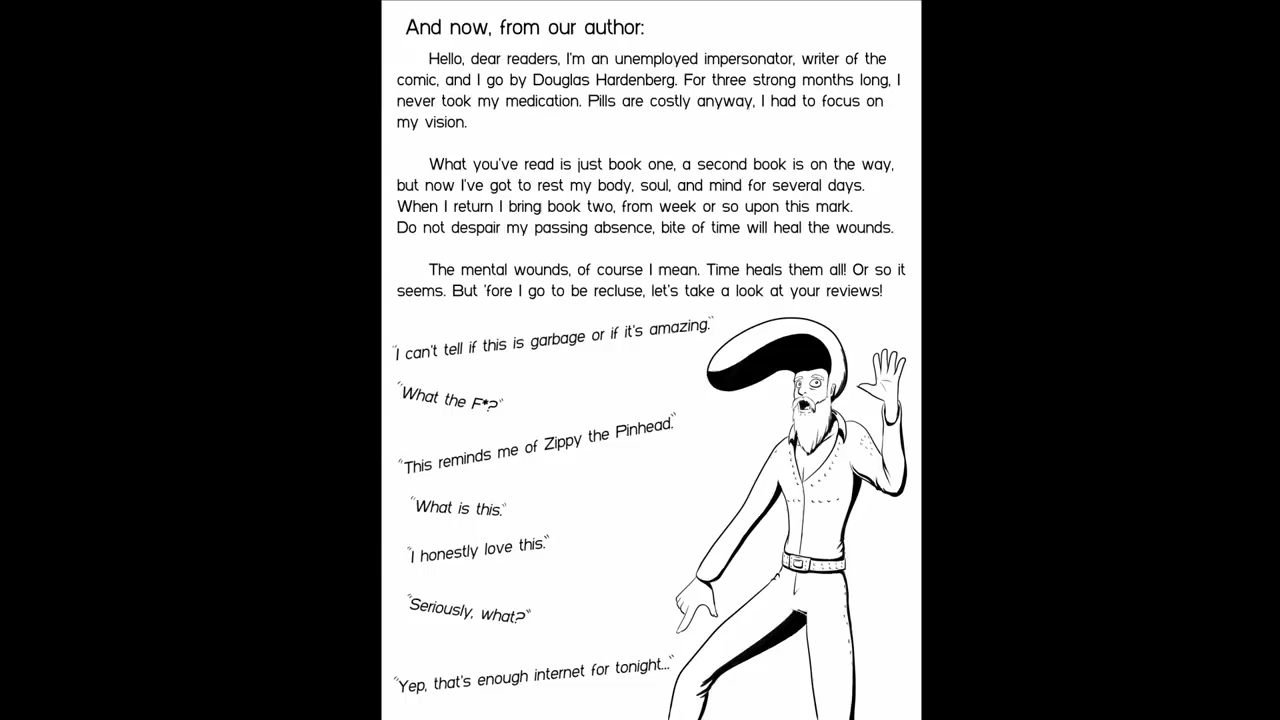 And now, from our author:
Hello, dear readers, I'm an unemployed impersonator, writer of the
comic, and I go by Douglas Hardenberg. For three strong months long, I
never took my medication. Pills are costly anyway, I had to focus on
my vision.
What you've read is just book one, a second book is on the way,
but now I've got to rest my body, soul, and mind for several days.
When I return I bring book two, from week or so upon this mark.
Do not despair my passing absence, bite of time will heal the wounds.
The mental wounds, of course I mean. Time heals them all! Or so it
seems. But 'fore I go to be recluse, let's take a look at your reviews!
"I can't tell if this is garbage or if it's amazing."
"What the F*?"
"This reminds me of Zippy the Pinhead."
"What is this."
"I honestly love this."
"Seriously, what?"
"Yep, that's enough internet for tonight..."